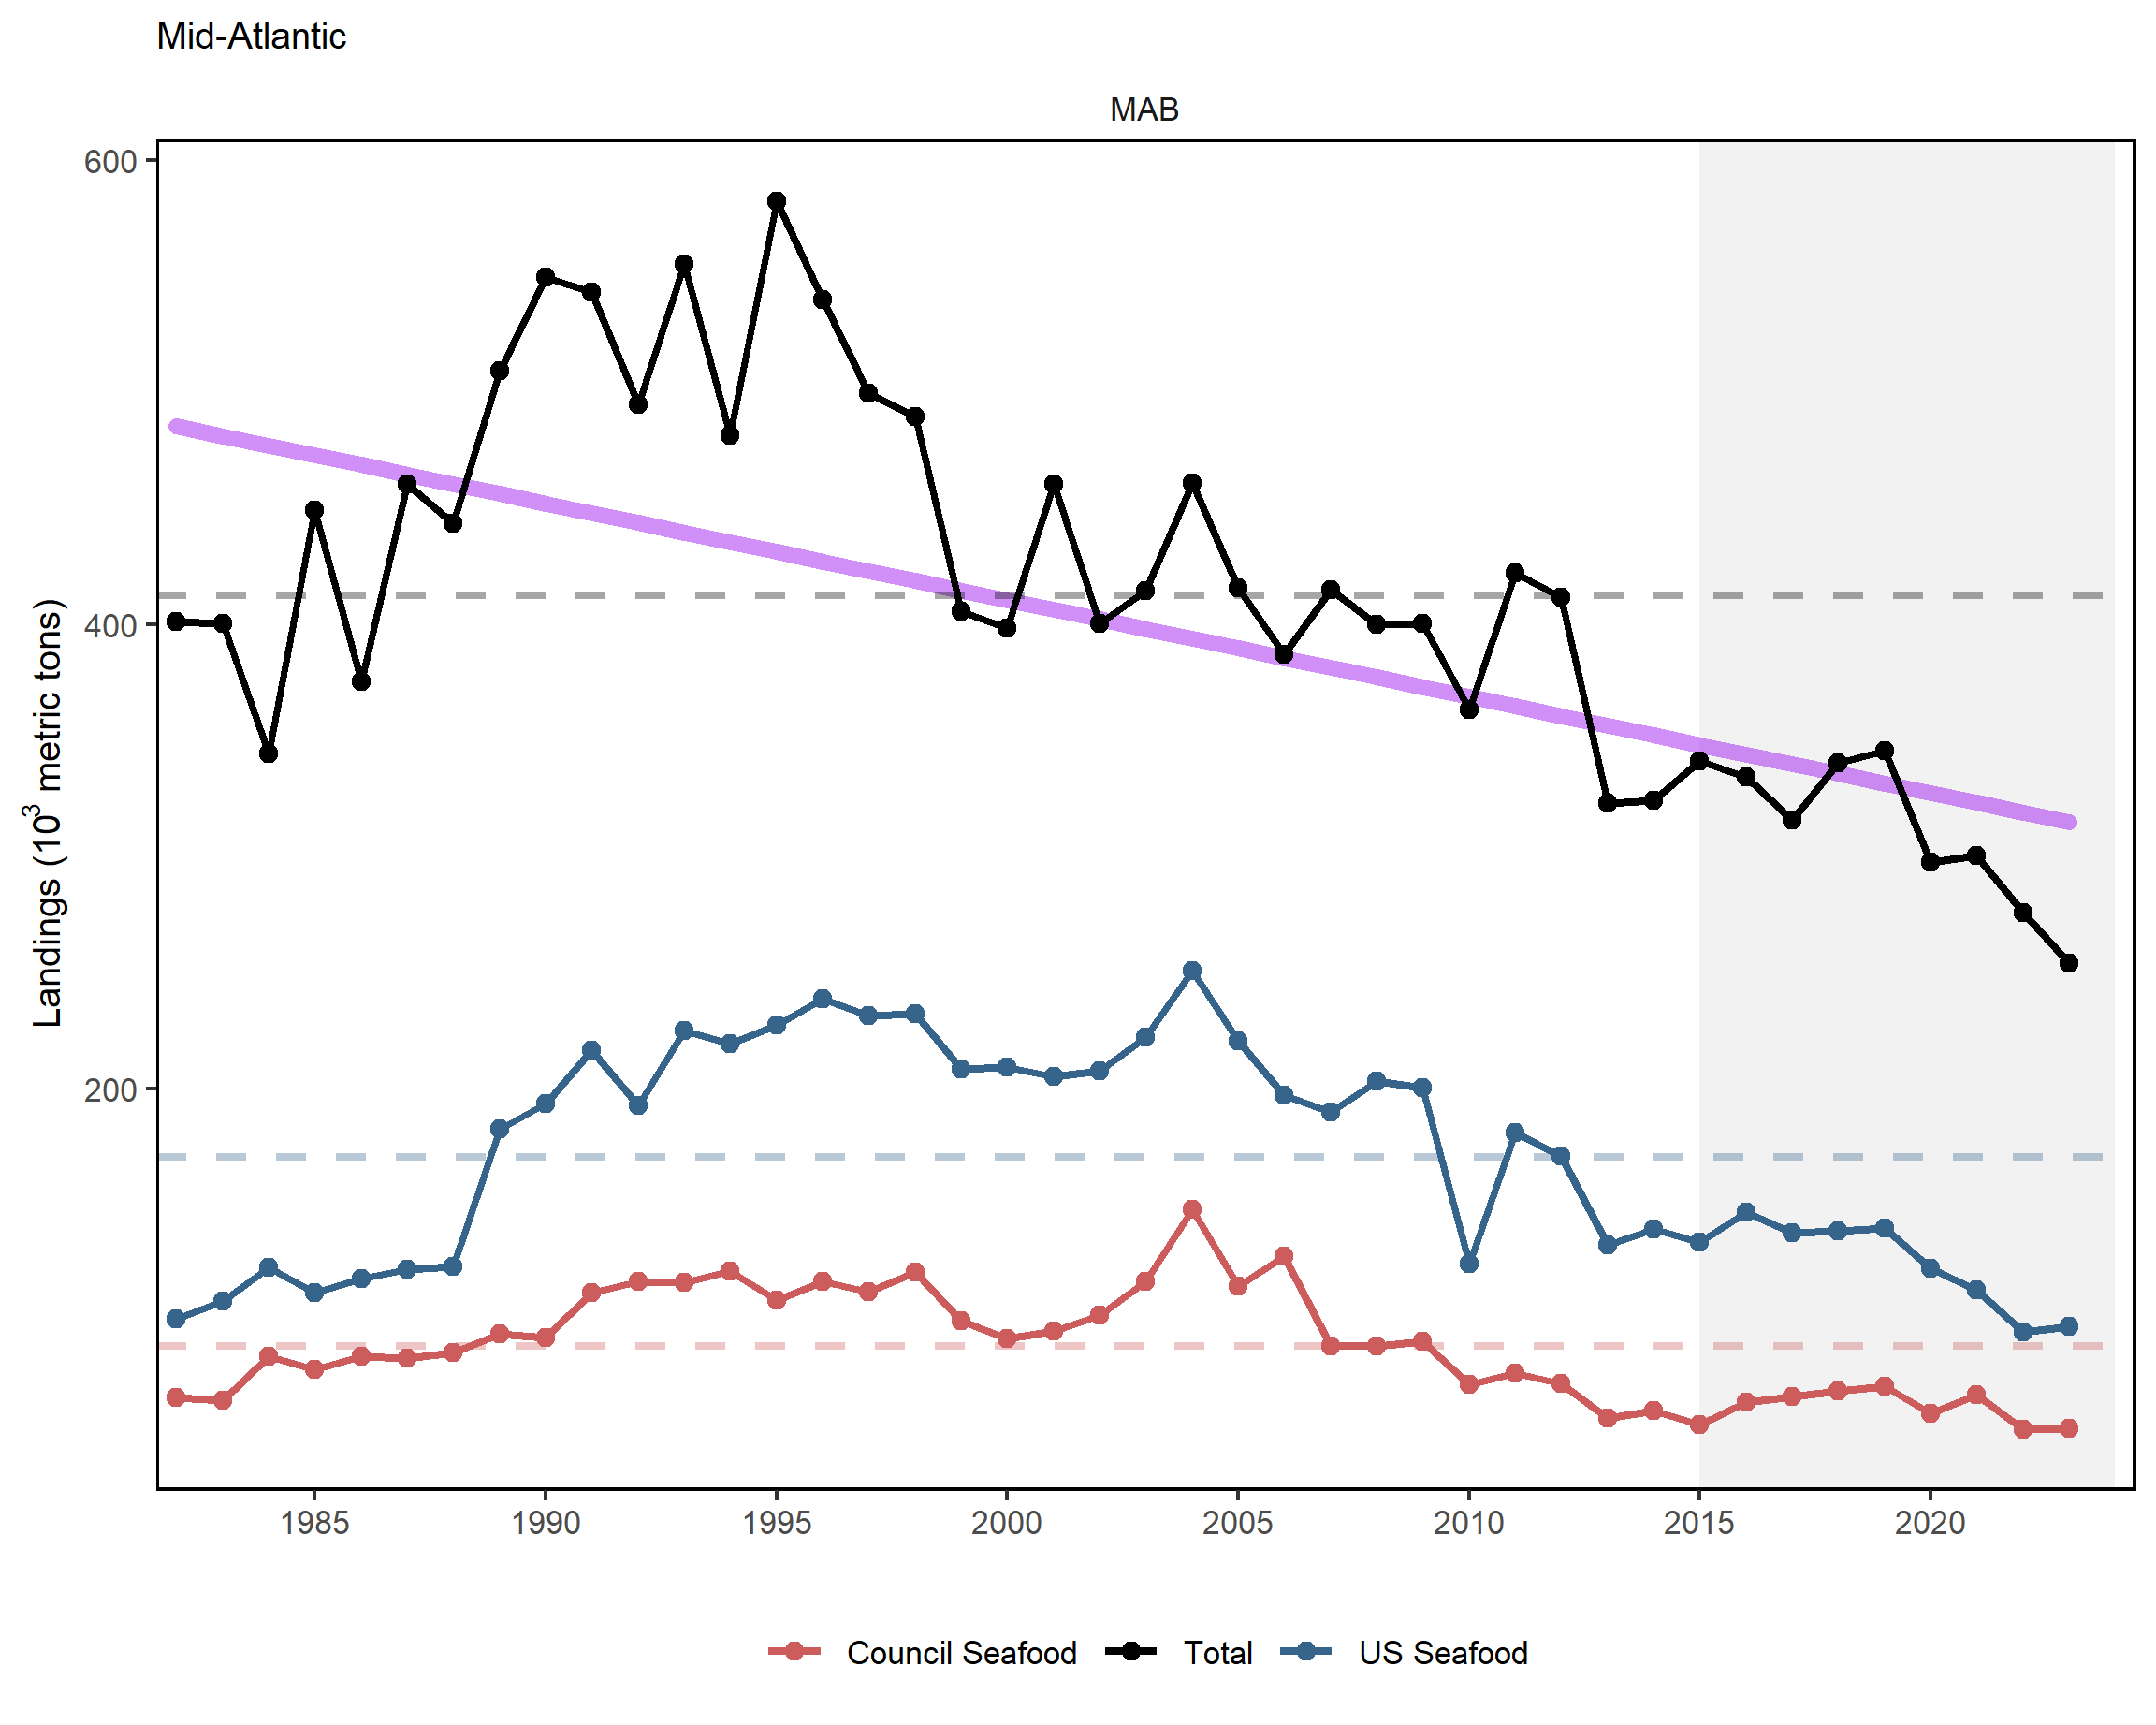 Mid-Atlantic
MAB
Landings (10³ metric tons)
600
400
200
1985 1990 1995 2000 2005 2010 2015 2020
Council Seafood Total US Seafood